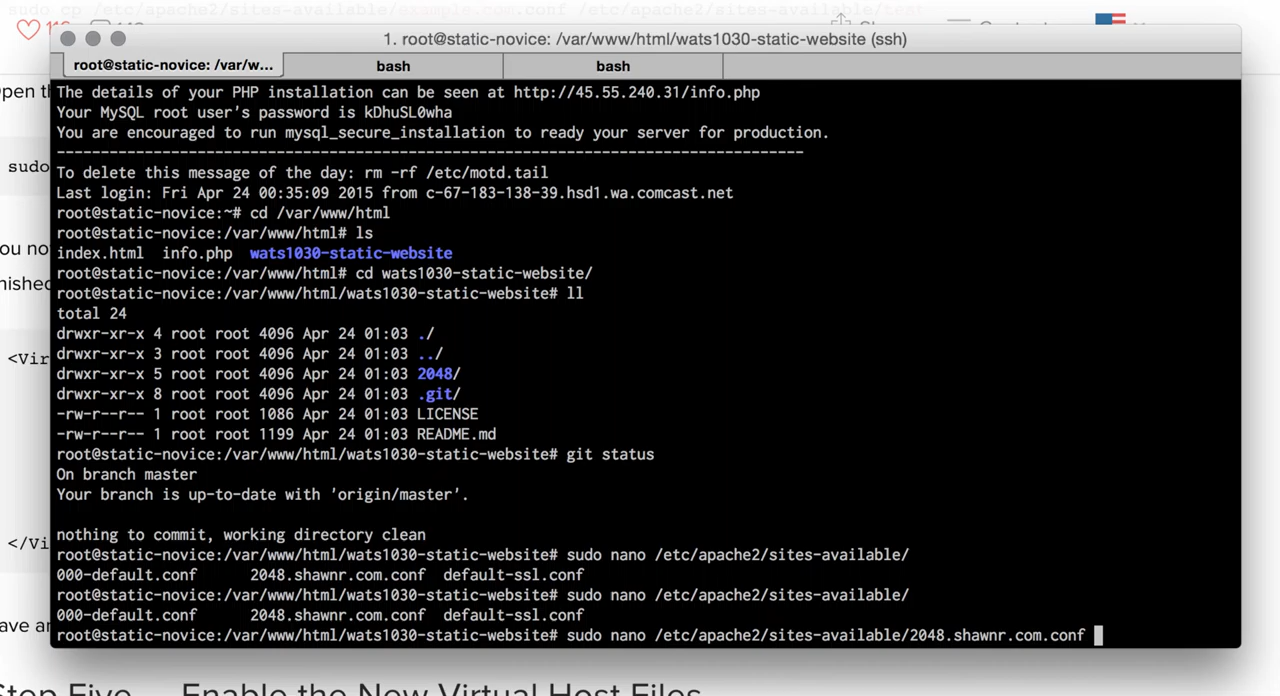 sudo cp /etc/apache2/sites-available/example.com.conf /etc/apache2/sites-available/test
1. root@static-novice: /var/www/html/wats1030-static-website (ssh)
root@static-novice: /var/w... bash bash
The details of your PHP installation can be seen at http://45.55.240.31/info.php
Your MySQL root user's password is kDhuSL0wha
You are encouraged to run mysql_secure_installation to ready your server for production.
-------------------------------------------------------------------------------------
To delete this message of the day: rm -rf /etc/motd.tail
Last login: Fri Apr 24 00:35:09 2015 from c-67-183-138-39.hsd1.wa.comcast.net
root@static-novice:~# cd /var/www/html
root@static-novice:/var/www/html# ls
index.html  info.php  wats1030-static-website
root@static-novice:/var/www/html# cd wats1030-static-website/
root@static-novice:/var/www/html/wats1030-static-website# ll
total 24
drwxr-xr-x 4 root root 4096 Apr 24 01:03 ./
drwxr-xr-x 3 root root 4096 Apr 24 01:03 ../
drwxr-xr-x 5 root root 4096 Apr 24 01:03 2048/
drwxr-xr-x 8 root root 4096 Apr 24 01:03 .git/
-rw-r--r-- 1 root root 1086 Apr 24 01:03 LICENSE
-rw-r--r-- 1 root root 1199 Apr 24 01:03 README.md
root@static-novice:/var/www/html/wats1030-static-website# git status
On branch master
Your branch is up-to-date with 'origin/master'.
nothing to commit, working directory clean
root@static-novice:/var/www/html/wats1030-static-website# sudo nano /etc/apache2/sites-available/
000-default.conf      2048.shawnr.com.conf  default-ssl.conf
root@static-novice:/var/www/html/wats1030-static-website# sudo nano /etc/apache2/sites-available/
000-default.conf      2048.shawnr.com.conf  default-ssl.conf
root@static-novice:/var/www/html/wats1030-static-website# sudo nano /etc/apache2/sites-available/2048.shawnr.com.conf
pen th
sudo
ou no
nished
<Vir
</Vi
ave an
Step Five — Enable the New Virtual Host Files